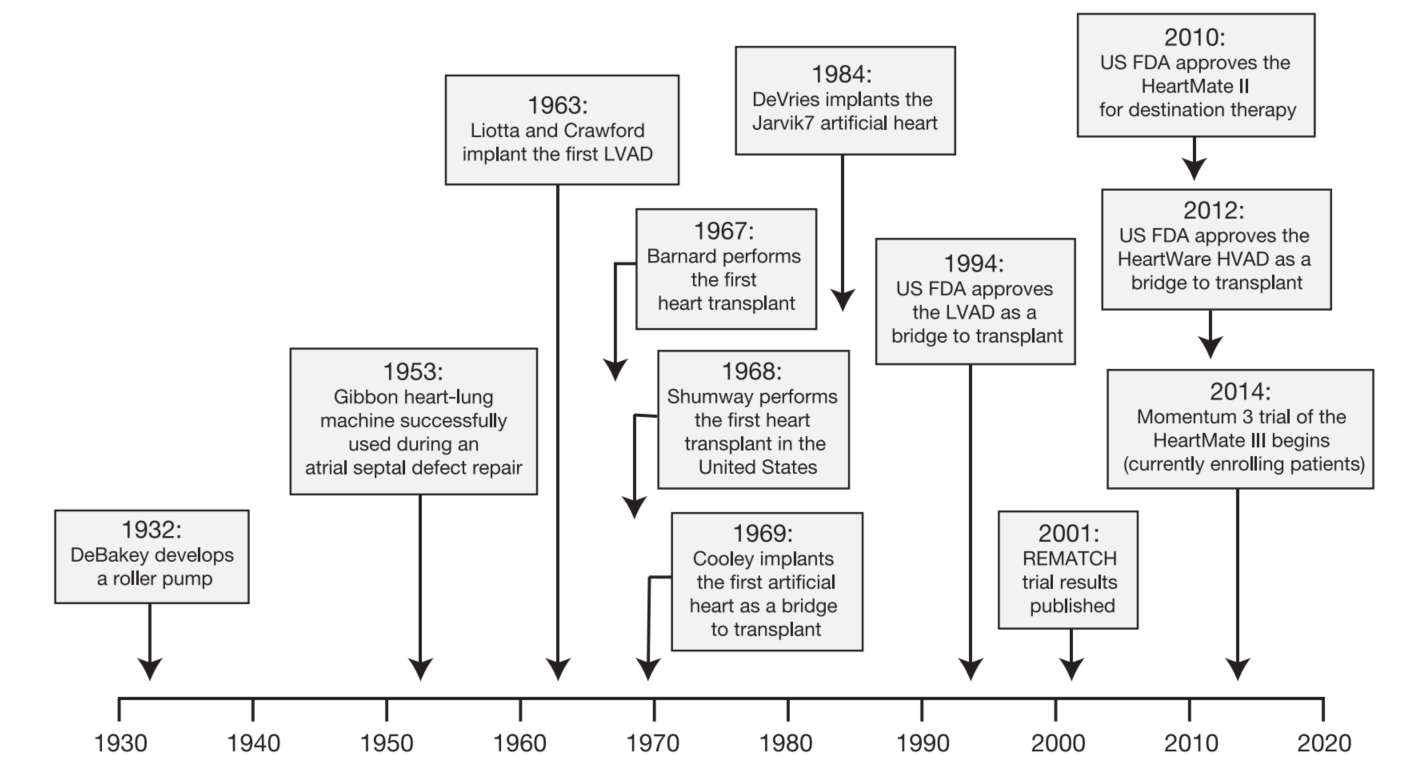 1932:
DeBakey develops
a roller pump
1953:
Gibbon heart-lung
machine successfully
used during an
atrial septal defect repair
1963:
Liotta and Crawford
implant the first LVAD
1967:
Barnard performs
the first
heart transplant
1968:
Shumway performs
the first heart
transplant in the
United States
1969:
Cooley implants
the first artificial
heart as a bridge
to transplant
1984:
DeVries implants the
Jarvik7 artificial heart
1994:
US FDA approves
the LVAD as a
bridge to transplant
2001:
REMATCH
trial results
published
2010:
US FDA approves the
HeartMate II
for destination therapy
2012:
US FDA approves the
HeartWare HVAD as a
bridge to transplant
2014:
Momentum 3 trial of the
HeartMate III begins
(currently enrolling patients)
1930 1940 1950 1960 1970 1980 1990 2000 2010 2020